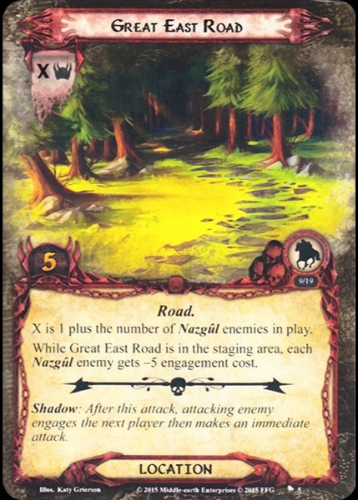 GREAT EAST ROAD
X
5
9/19
Road.
X is 1 plus the number of Nazgûl enemies in play.
While Great East Road is in the staging area, each
Nazgûl enemy gets –5 engagement cost.
Shadow: After this attack, attacking enemy
engages the next player then makes an immediate
attack.
Illus. Katy Grierson
© 2015 Middle-earth Enterprises © 2015 FFG
5
LOCATION